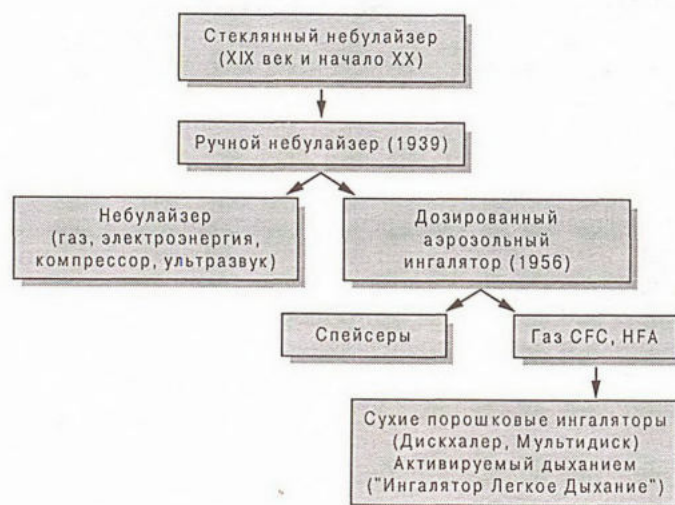 Стеклянный небулайзер
(XIX век и начало XX)
Ручной небулайзер (1939)
Небулайзер
(газ, электроэнергия,
компрессор, ультразвук)
Дозированный
аэрозольный
ингалятор (1956)
Спейсеры
Газ CFC, HFA
Сухие порошковые ингаляторы
(Дискхалер, Мультидиск)
Активируемый дыханием
("Ингалятор Легкое Дыхание")